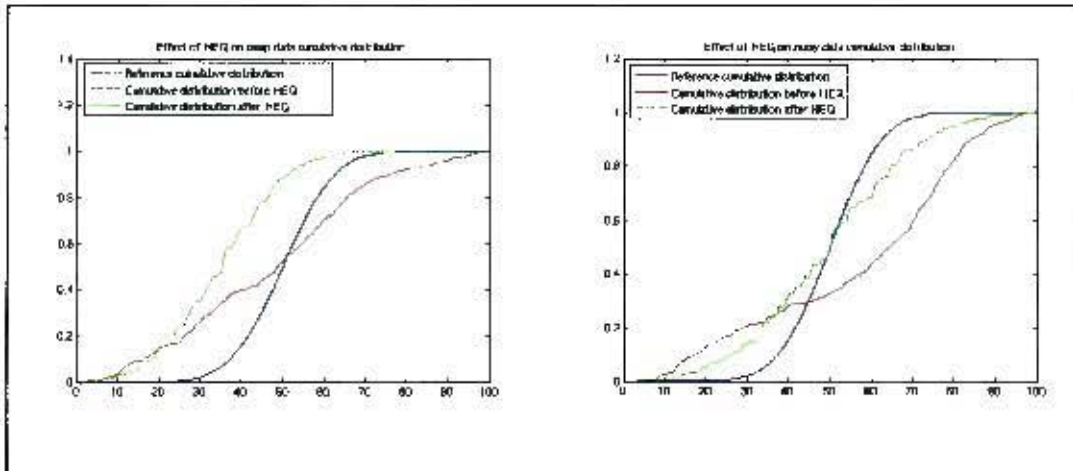 Effect of HEQ on data cumulative distribution
1.4
1.2
Reference cumulative distribution
Cumulative distribution before HEQ
Cumulative distribution after HEQ
1
0.8
0.6
0.4
0.2
0
10 20 30 40 50 60 70 80 90 100
Effect of HEQ on noisy data cumulative distribution
1.2
Reference cumulative distribution
Cumulative distribution before HEQ
Cumulative distribution after HEQ
1
0.8
0.6
0.4
0.2
0
10 20 30 40 50 60 70 80 90 100